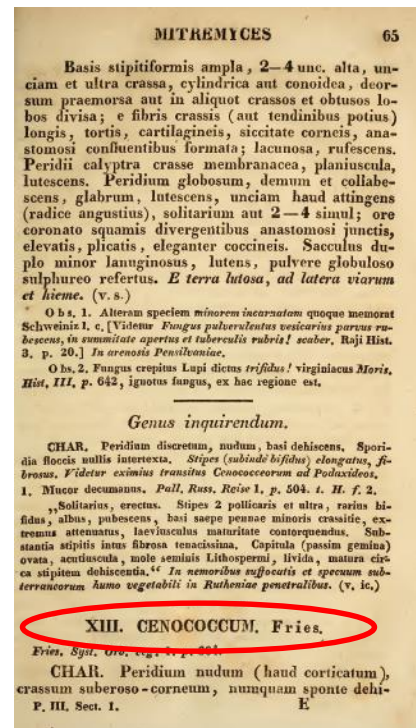 MITREMYCES 65
Basis stipitiformis ampla, 2—4 unc. alta, un-
ciam et ultra crassa, cylindrica aut conoidea, deor-
sum praemorsa aut in aliquot crassos et obtusos lo-
bos divisa; e fibris crassis (aut tendinibus potius)
longis, tortis, cartilagineis, siccitate corneis, ana-
stomosi confluentibus formata; lacunosa, rufescens.
Peridii calyptra crasse membranacea, planiuscula,
lutescens. Peridium globosum, demum et collabe-
scens, glabrum, lutescens, unciam haud attingens
(radice angustius), solitarium aut 2—4 simul; ore
coronato squamis divergentibus anastomosi junctis,
elevatis, plicatis, eleganter coccineis. Sacculus du-
plo minor lanuginosus, lutens, pulvere globuloso
sulphureo refertus. E terra lutosa, ad latera viarum
et hieme. (v. s.)
Obs. 1. Alteram speciem minorem incarnatam quoque memorat
Schweiniz l. c. [Videtur Fungus pulverulentus vesicarius parvus ru-
bescens, in summitate apertus et tuberculis rubris! scaber. Raji Hist.
3. p. 20.] In arenosis Pensilvaniae.
Obs. 2. Fungus crepitus Lupi dictus trifidus! virginiacus Moris.
Hist. III. p. 642, ignotus fungus, ex hac regione est.
Genus inquirendum.
CHAR. Peridium discretum, nudum, basi dehiscens. Spori-
dia floccis nullis intertexta. Stipes (subinde bifidus) elongatus, fi-
brosus. Videtur eximius transitus Cenococceorum ad Podaxideos.
1. Mucor decumanus. Pall. Russ. Reise 1. p. 504. t. H. f. 2.
„Solitarius, erectus. Stipes 2 pollicaris et ultra, rarius bi-
fidus, albus, pubescens, basi saepe pennae minoris crassitie, ex-
tremus attenuatus, laeviusculus maturitate contorquendus. Sub-
stantia stipitis intus fibrosa tenacissima. Capitula (passim gemina)
ovata, acutiuscula, mole seminis Lithospermi, livida, matura cir-
ca stipitem dehiscentia.“ In nemoribus suffocatis et specuum sub-
terraneorum humo vegetabili in Rutheniae penetralibus. (v. ic.)
XIII. CENOCOCCUM. Fries.
Fries. Syst. Orb. veg. 1. p.
CHAR. Peridium nudum (haud corticatum),
crassum suberoso-corneum, numquam sponte dehi-
P. III. Sect. 1. E